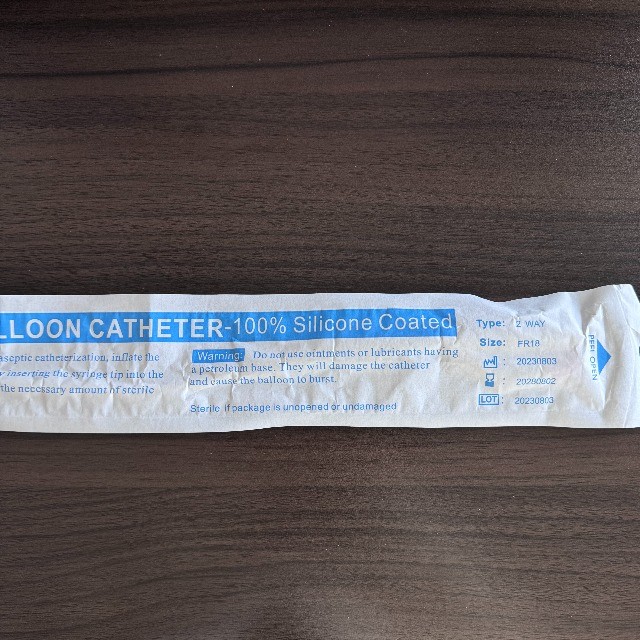 LLOON CATHETER-100% Silicone Coated
aseptic catheterization, inflate the
inserting the syringe tip into the
the necessary amount of sterile
Warning: Do not use ointments or lubricants having
a petroleum base. They will damage the catheter
and cause the balloon to burst.
Sterile if package is unopened or undamaged
Type: 2 WAY
Size: FR18
: 20230803
: 20280802
LOT : 20230803
PEEL OPEN